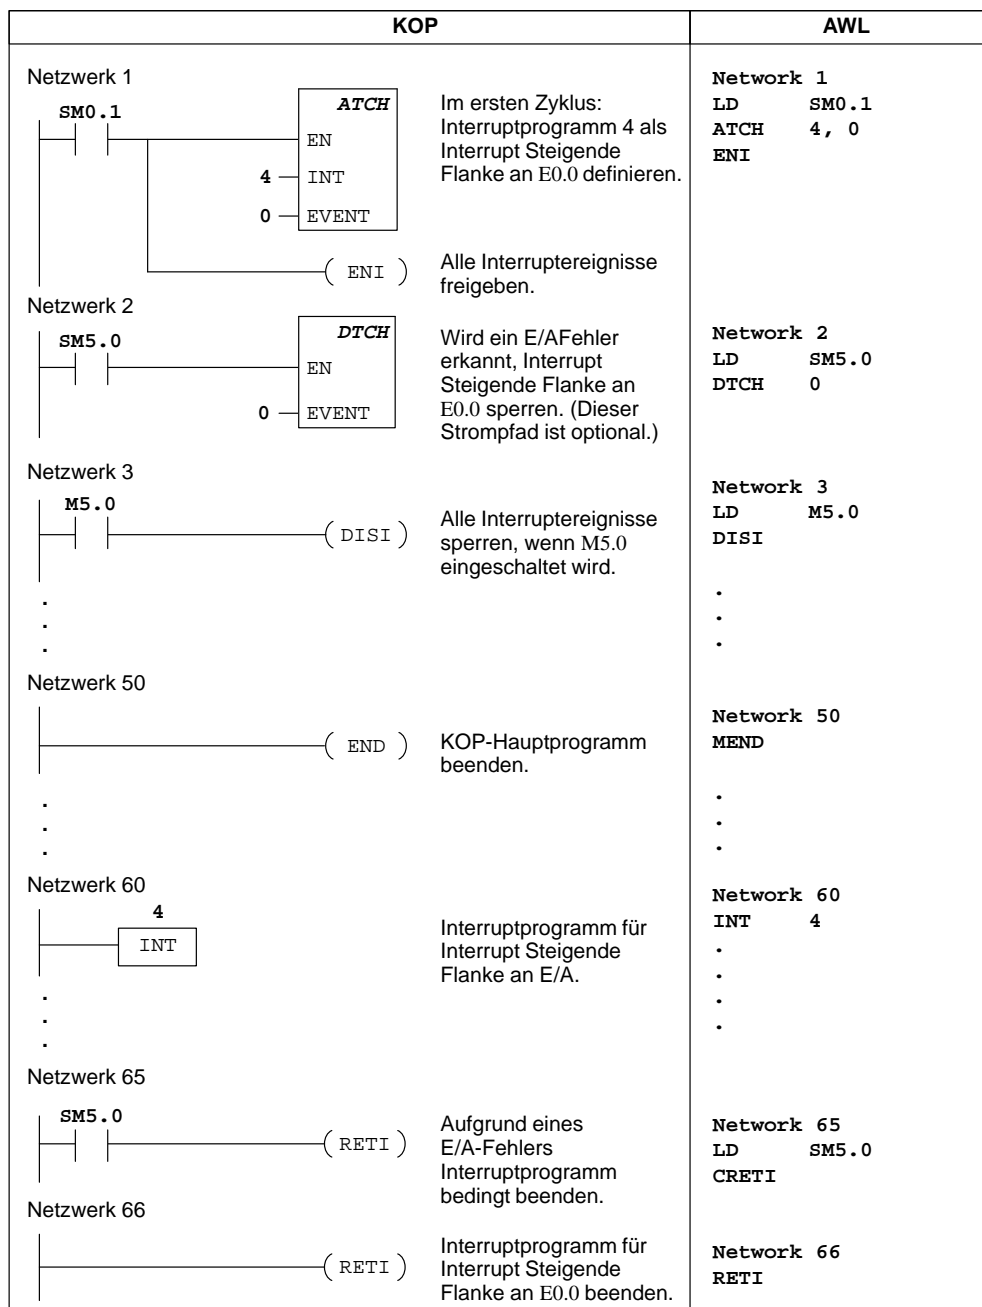 KOP
AWL
Netzwerk 1
SM0.1
ATCH
EN
4
INT
0
EVENT
ENI
Im ersten Zyklus:
Interruptprogramm 4 als
Interrupt Steigende
Flanke an E0.0 definieren.
Alle Interruptereignisse
freigeben.
Network 1
LD SM0.1
ATCH 4, 0
ENI
Netzwerk 2
SM5.0
DTCH
EN
0
EVENT
Wird ein E/AFehler
erkannt, Interrupt
Steigende Flanke an
E0.0 sperren. (Dieser
Strompfad ist optional.)
Network 2
LD SM5.0
DTCH 0
Netzwerk 3
M5.0
DISI
Alle Interruptereignisse
sperren, wenn M5.0
eingeschaltet wird.
Network 3
LD M5.0
DISI
.
.
.
.
.
.
Netzwerk 50
END
KOP-Hauptprogramm
beenden.
Network 50
MEND
.
.
.
.
.
.
Netzwerk 60
4
INT
Interruptprogramm für
Interrupt Steigende
Flanke an E/A.
Network 60
INT 4
.
.
.
.
.
.
.
Netzwerk 65
SM5.0
RETI
Aufgrund eines
E/A-Fehlers
Interruptprogramm
bedingt beenden.
Network 65
LD SM5.0
CRETI
Netzwerk 66
RETI
Interruptprogramm für
Interrupt Steigende
Flanke an E0.0 beenden.
Network 66
RETI